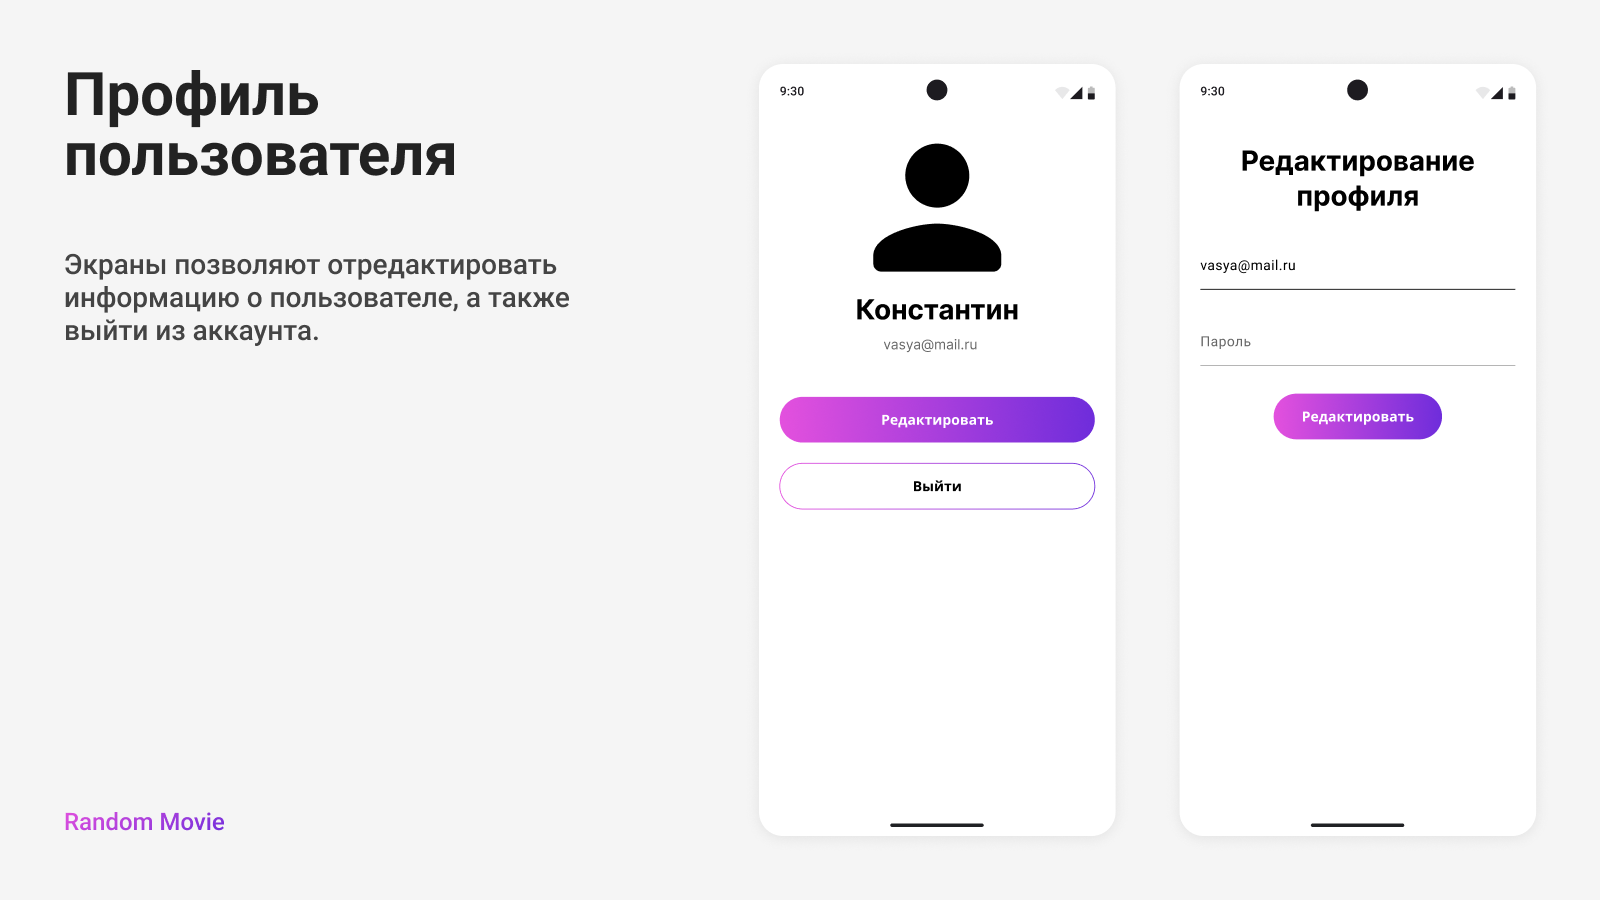 Профиль
пользователя
Экраны позволяют отредактировать
информацию о пользователе, а также
выйти из аккаунта.
Random Movie
9:30
Константин
vasya@mail.ru
Редактировать
Выйти
9:30
Редактирование
профиля
vasya@mail.ru
Пароль
Редактировать